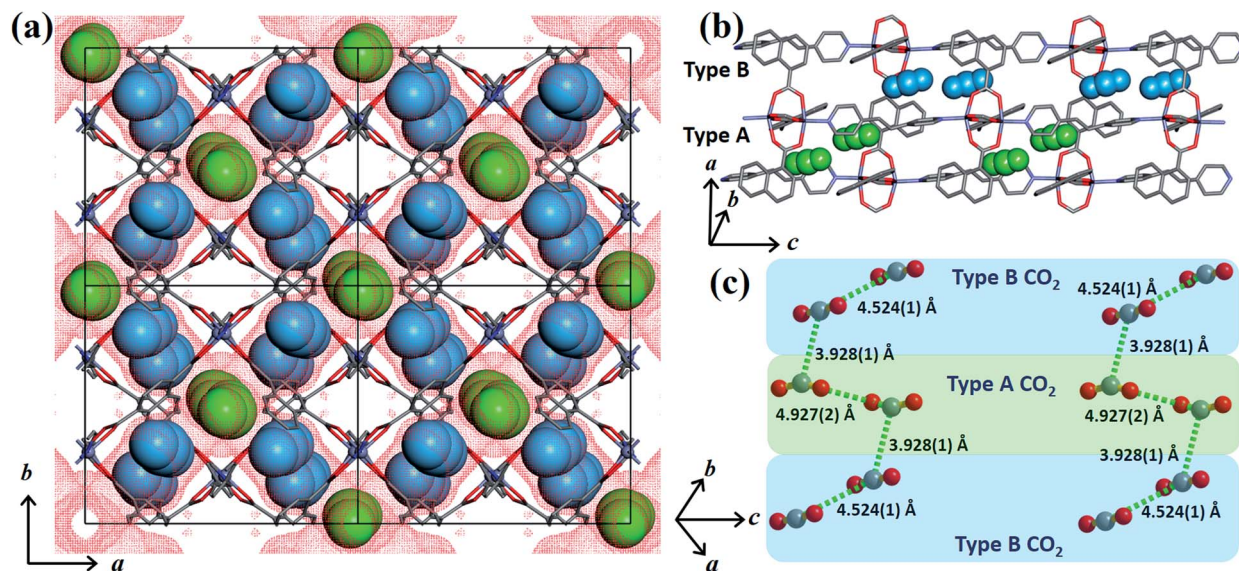 (a)
b
a
(b)
Type B
Type A
a
b
c
(c)
Type B CO₂
4.524(1) Å
4.524(1) Å
3.928(1) Å
3.928(1) Å
Type A CO₂
4.927(2) Å
4.927(2) Å
3.928(1) Å
3.928(1) Å
4.524(1) Å
4.524(1) Å
Type B CO₂
b
c
a